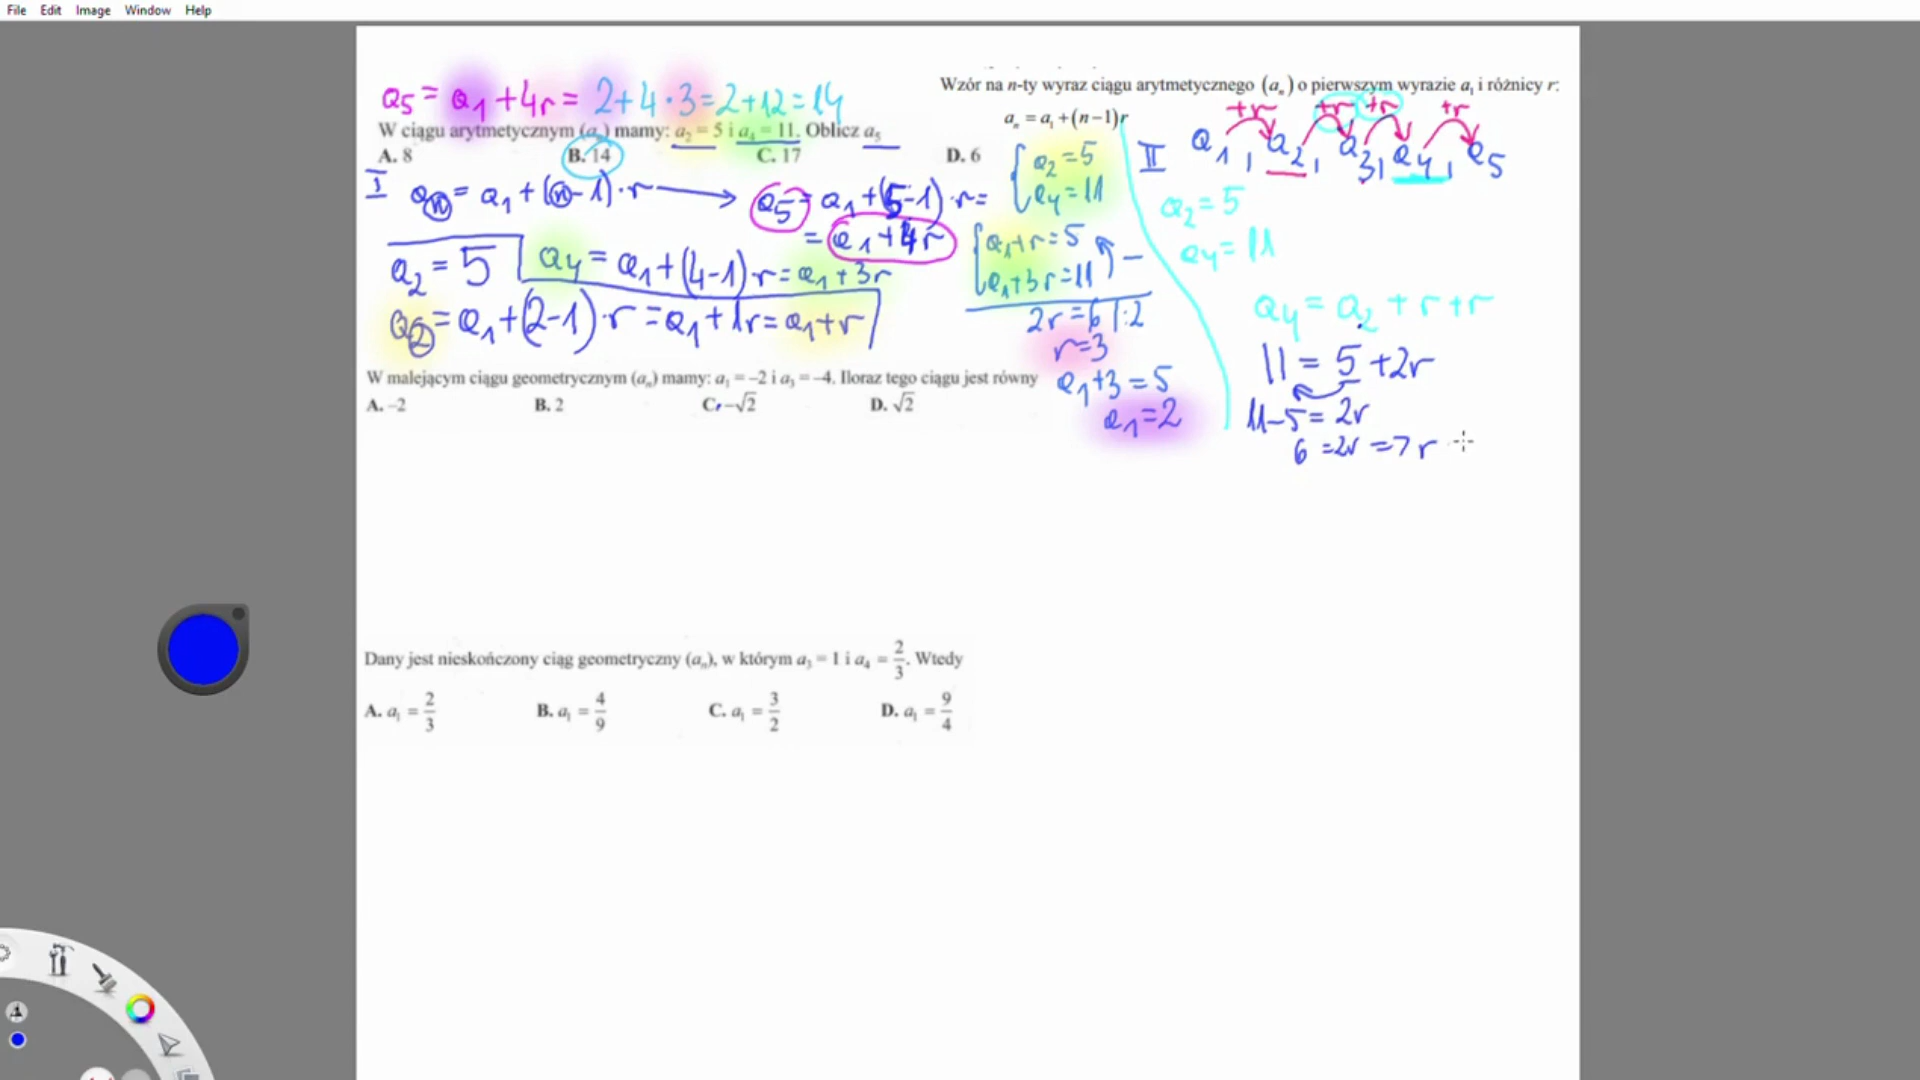 File Edit Image Window Help
a5 = a1 + 4r = 2+4·3=2+12=14
W ciągu arytmetycznym (an) mamy: a2 = 5 i a4 = 11. Oblicz a5
A. 8 B. 14 C. 17 D. 6
I an = a1 + (n-1)·r → a5 = a1 + (5-1)·r =
= a1 + 4r
a2 = 5 a4 = a1 + (4-1)·r = a1 + 3r
a2 = a1 + (2-1)·r = a1 + 1r = a1 + r
Wzór na n-ty wyraz ciągu arytmetycznego (an) o pierwszym wyrazie a1 i różnicy r:
an = a1 + (n-1)r
a2 = 5
a4 = 11
a1 + r = 5
a1 + 3r = 11 -
2r = 6 | :2
r = 3
a1 + 3 = 5
a1 = 2
+r +r +r +r
II a1, a2, a3, a4, a5
a2 = 5
a4 = 11
a4 = a2 + r + r
11 = 5 + 2r
11-5 = 2r
6 = 2r => r
W malejącym ciągu geometrycznym (an) mamy: a1 = -2 i a3 = -4. Iloraz tego ciągu jest równy
A. -2 B. 2 C. -√2 D. √2
Dany jest nieskończony ciąg geometryczny (an), w którym a3 = 1 i a4 = 2/3. Wtedy
A. a1 = 2/3 B. a1 = 4/9 C. a1 = 3/2 D. a1 = 9/4